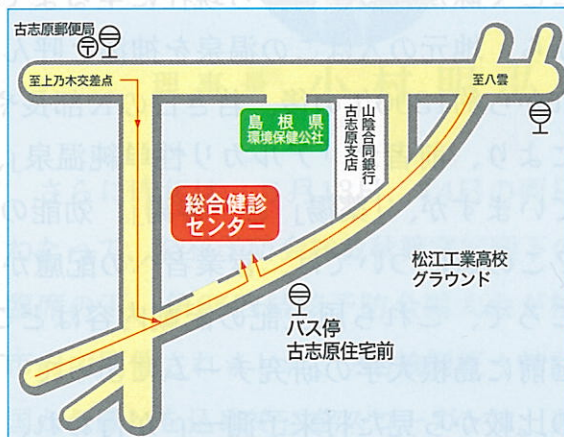 古志原郵便局
至上乃木交差点
至八雲
島根県
環境保健公社
山陰合同銀行
古志原支店
総合健診
センター
松江工業高校
グラウンド
バス停
古志原住宅前